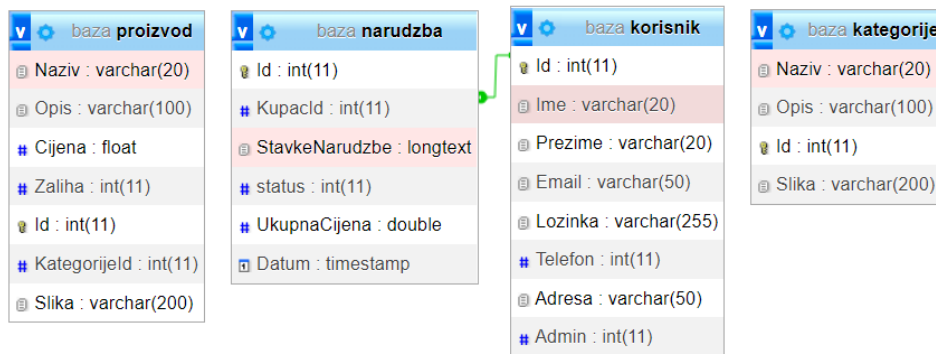 v baza proizvod
Naziv : varchar(20)
Opis : varchar(100)
# Cijena : float
# Zaliha : int(11)
Id : int(11)
# KategorijeId : int(11)
Slika : varchar(200)
v baza narudzba
Id : int(11)
# KupacId : int(11)
StavkeNarudzbe : longtext
# status : int(11)
# UkupnaCijena : double
Datum : timestamp
v baza korisnik
Id : int(11)
Ime : varchar(20)
Prezime : varchar(20)
Email : varchar(50)
Lozinka : varchar(255)
# Telefon : int(11)
Adresa : varchar(50)
# Admin : int(11)
v baza kategorije
Naziv : varchar(20)
Opis : varchar(100)
Id : int(11)
Slika : varchar(200)